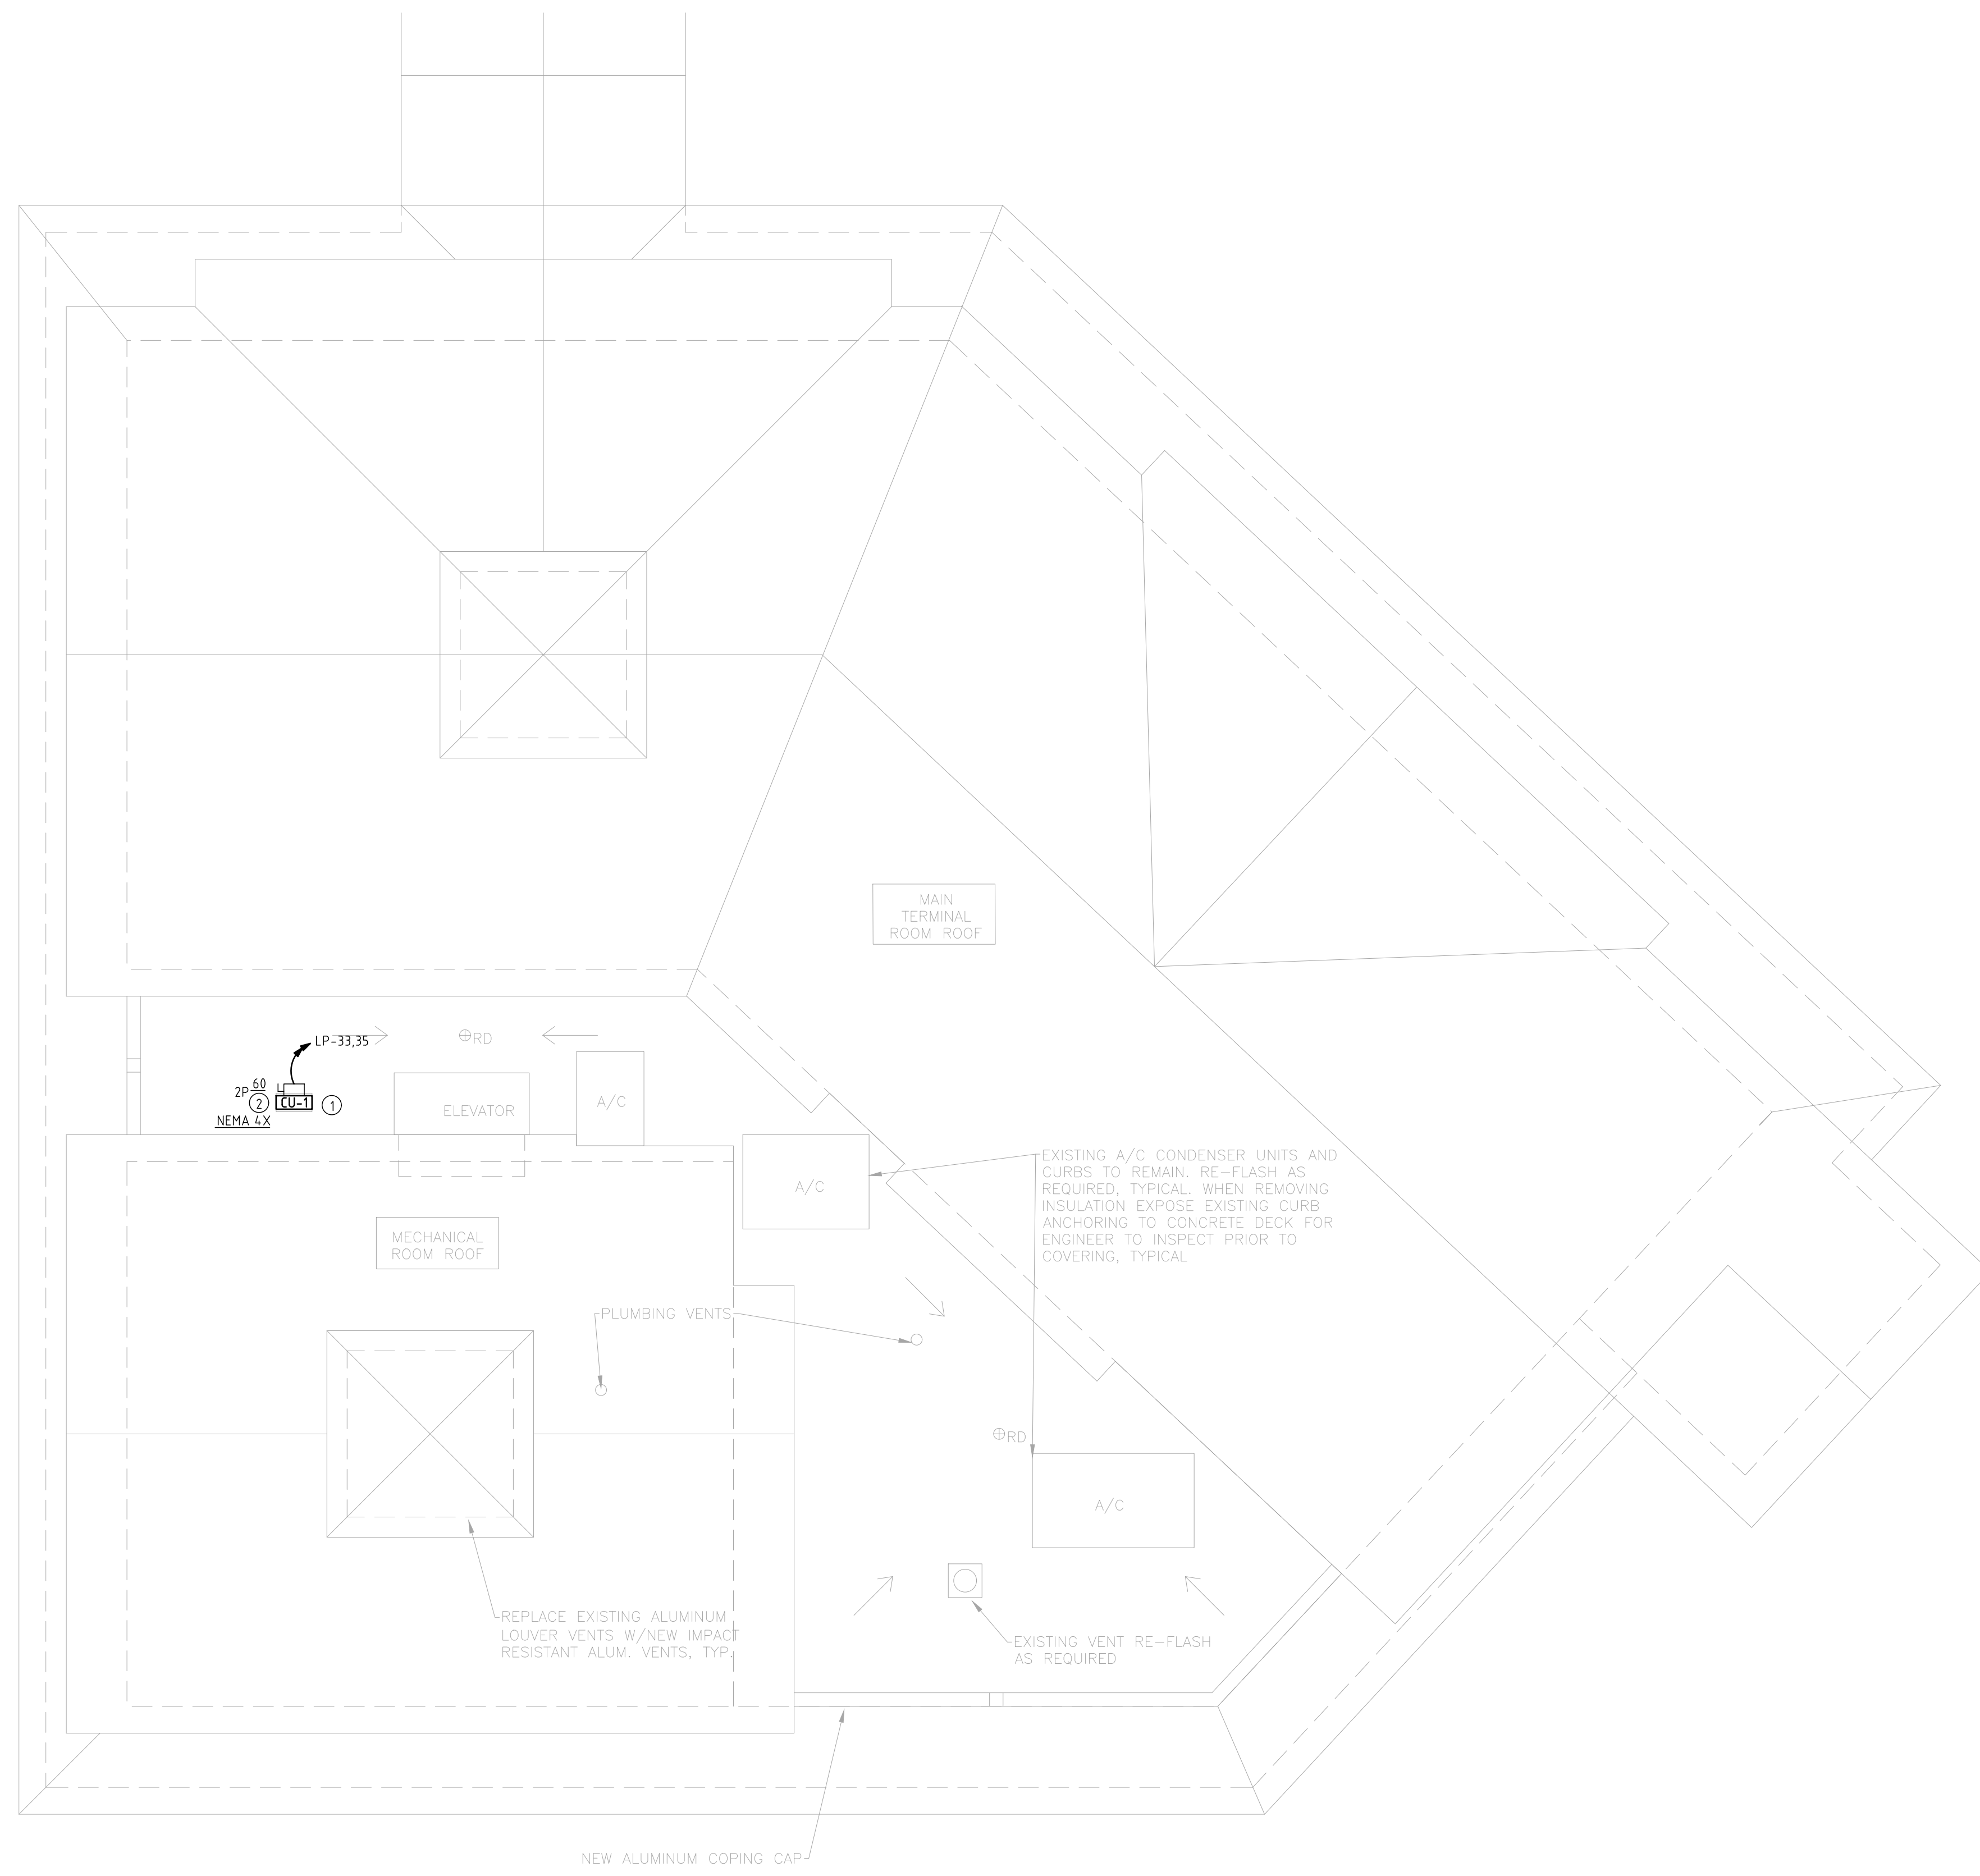 MAIN
TERMINAL
ROOM ROOF
RD
LP-33,35
60
2P
2
CU-1
1
NEMA 4X
ELEVATOR
A/C
A/C
EXISTING A/C CONDENSER UNITS AND
CURBS TO REMAIN. RE-FLASH AS
REQUIRED, TYPICAL. WHEN REMOVING
INSULATION EXPOSE EXISTING CURB
ANCHORING TO CONCRETE DECK FOR
ENGINEER TO INSPECT PRIOR TO
COVERING, TYPICAL
MECHANICAL
ROOM ROOF
PLUMBING VENTS
RD
A/C
REPLACE EXISTING ALUMINUM
LOUVER VENTS W/NEW IMPACT
RESISTANT ALUM. VENTS, TYP.
EXISTING VENT RE-FLASH
AS REQUIRED
NEW ALUMINUM COPING CAP